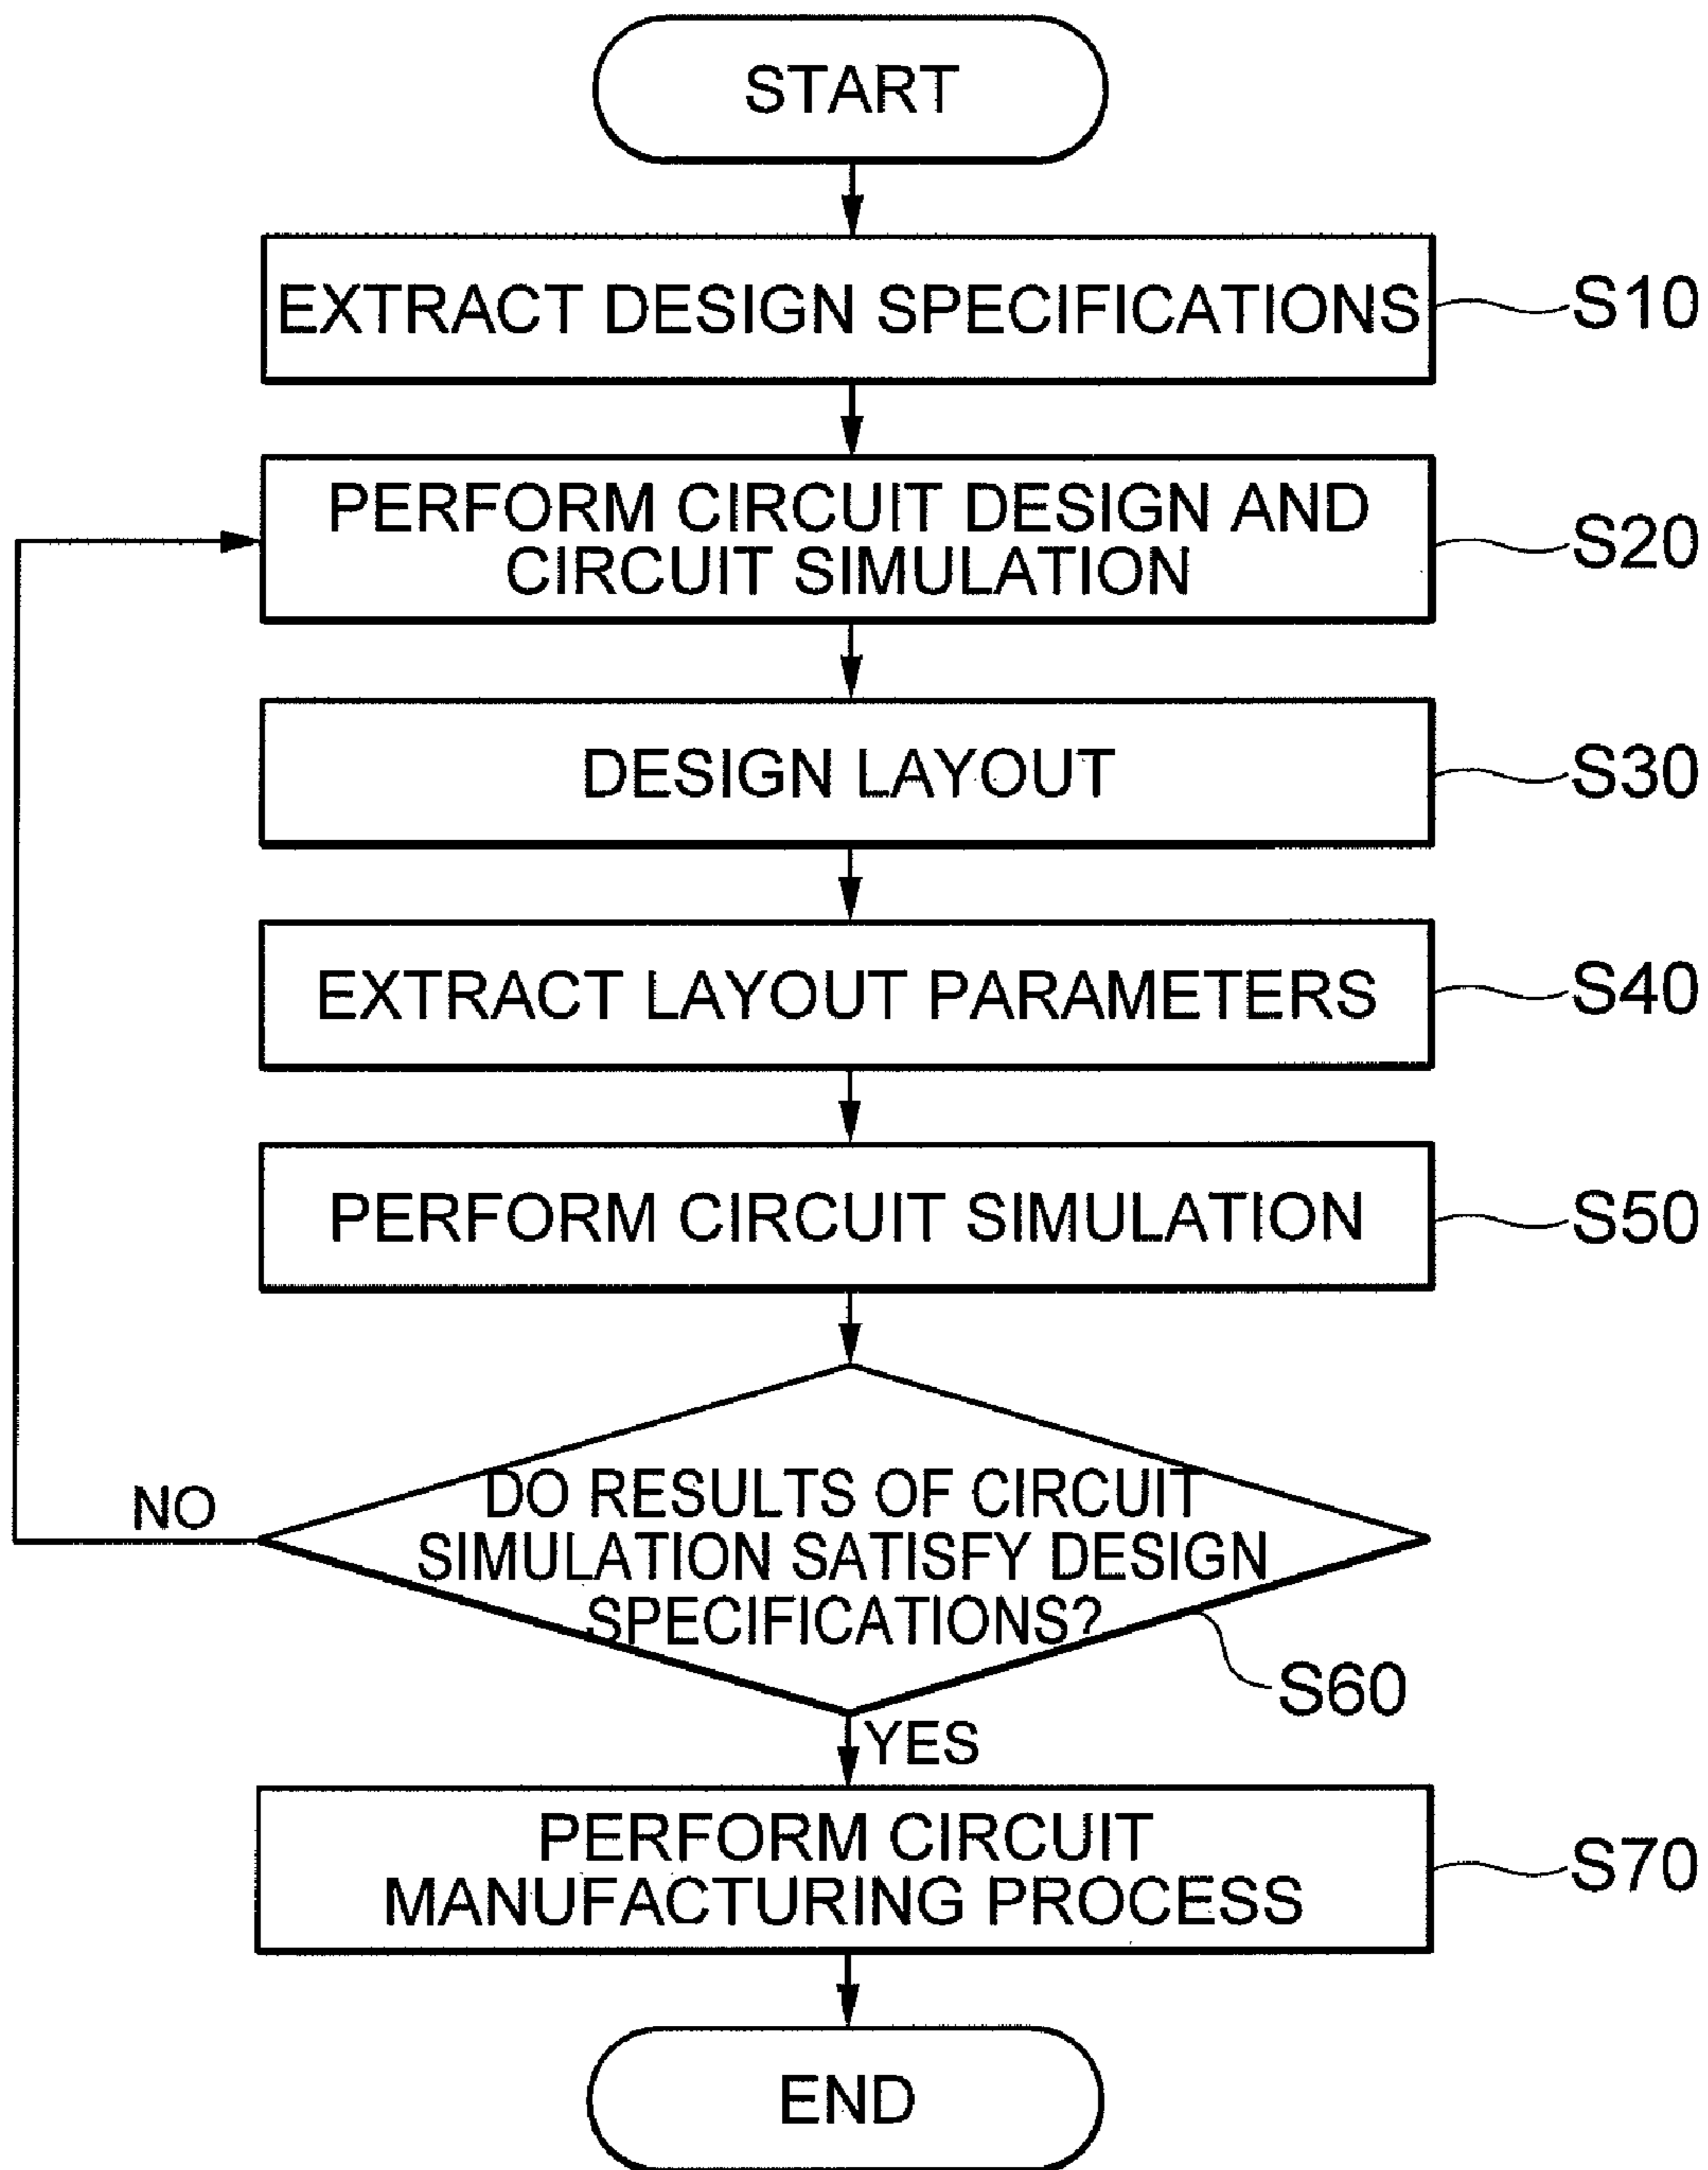 START
EXTRACT DESIGN SPECIFICATIONS
S10
PERFORM CIRCUIT DESIGN AND
CIRCUIT SIMULATION
S20
DESIGN LAYOUT
S30
EXTRACT LAYOUT PARAMETERS
S40
PERFORM CIRCUIT SIMULATION
S50
DO RESULTS OF CIRCUIT
SIMULATION SATISFY DESIGN
SPECIFICATIONS?
NO
S60
YES
PERFORM CIRCUIT
MANUFACTURING PROCESS
S70
END